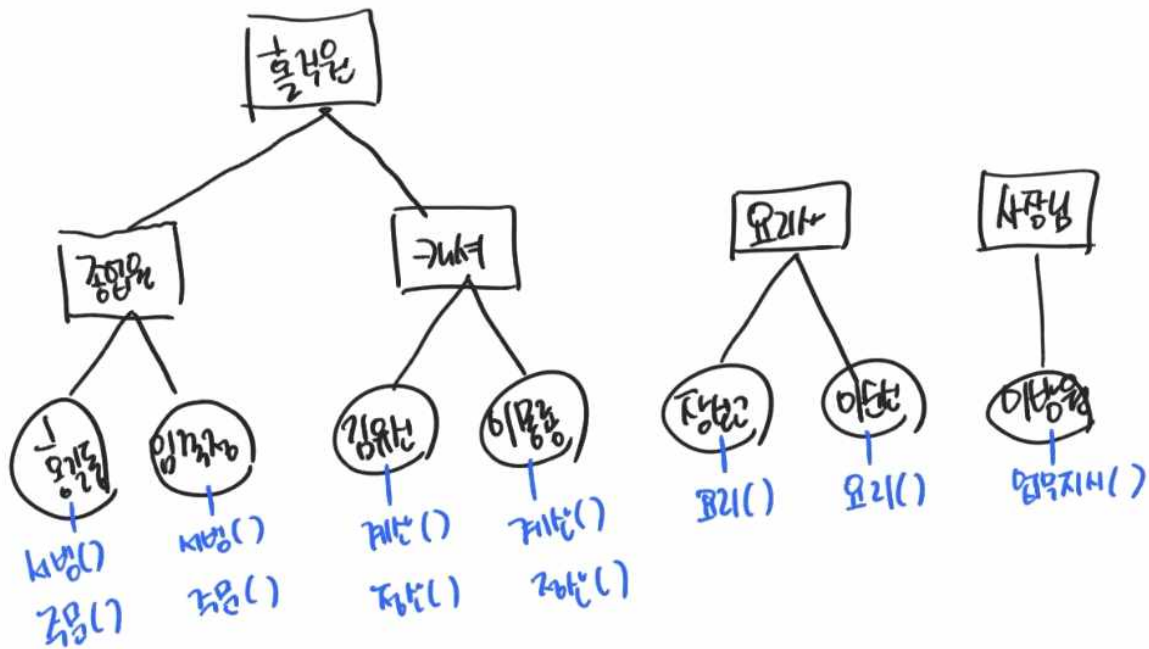 홀직원
종업원
캐셔
요리사
사장님
홍길동
임꺽정
김유신
이몽룡
장보고
이순신
이방원
서빙()
서빙()
계산()
계산()
요리()
요리()
업무지시()
주문()
주문()
정산()
정산()